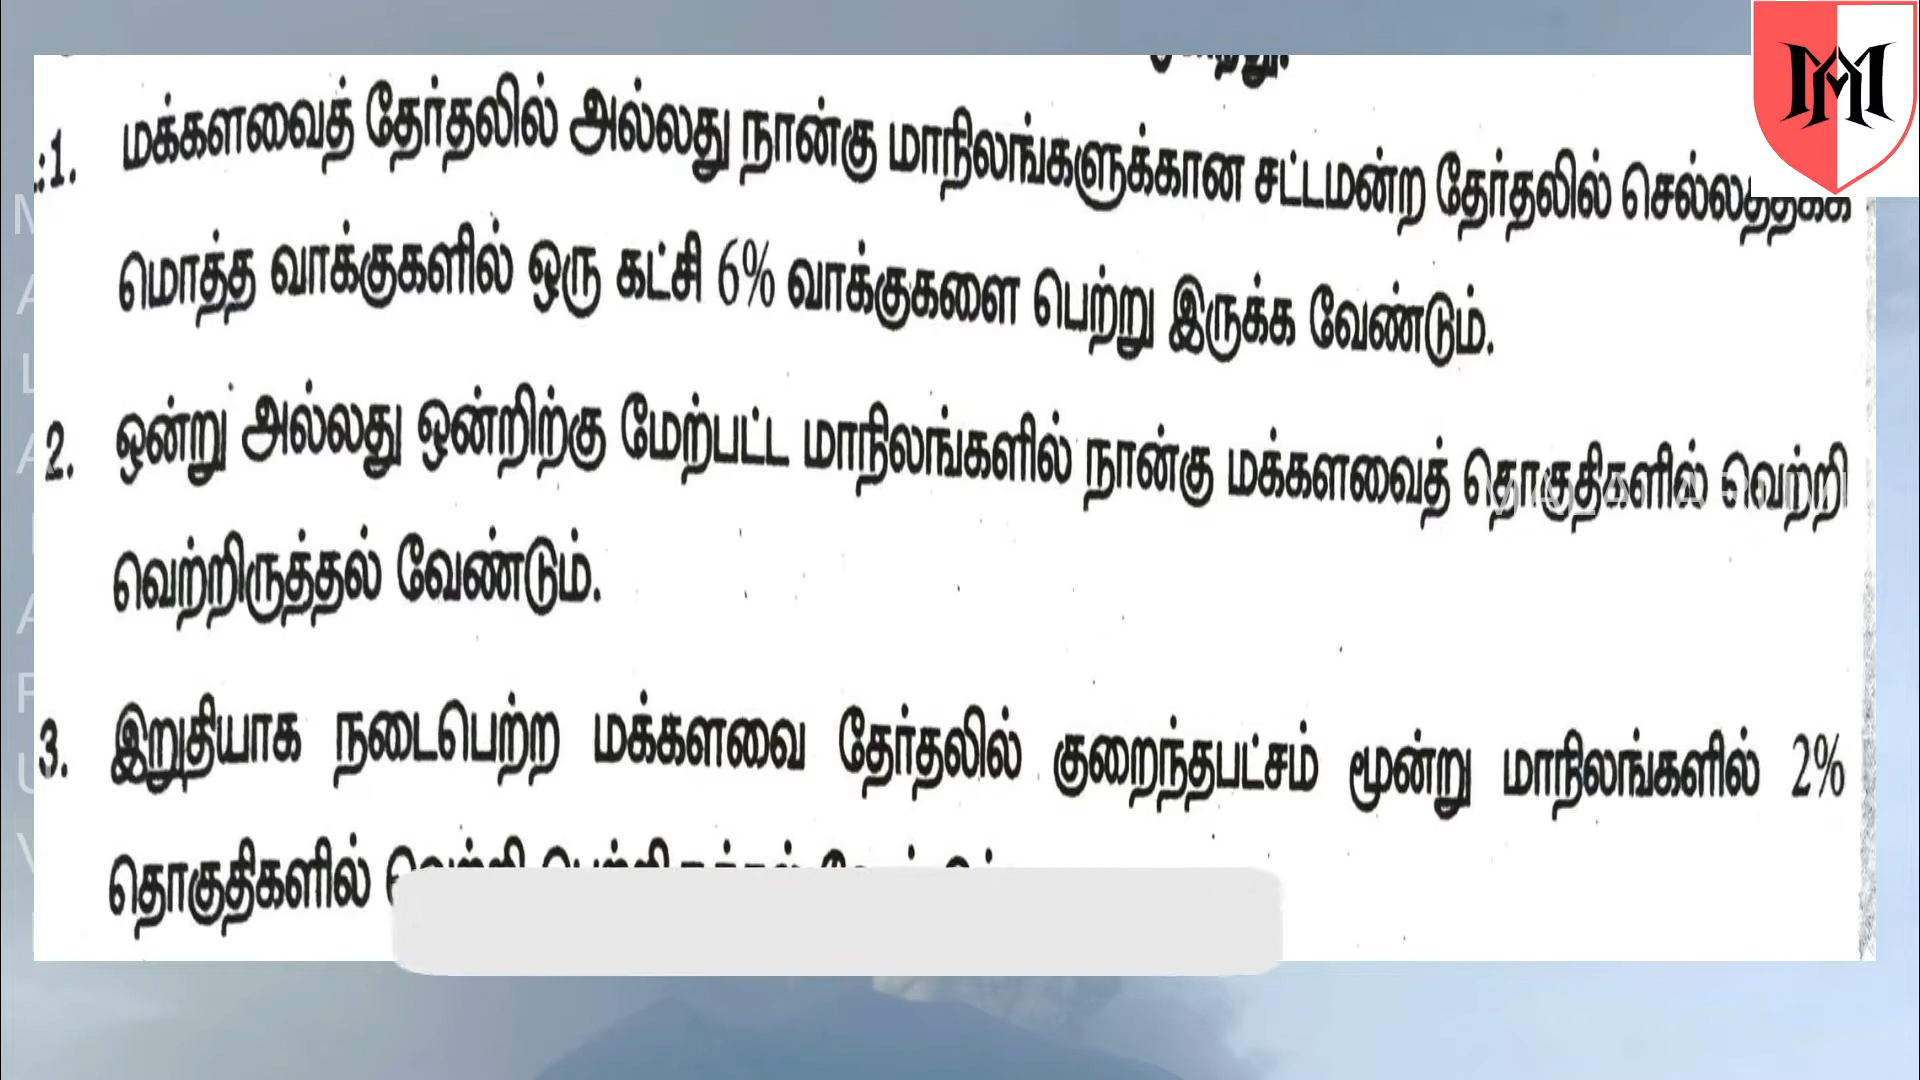 :1. மக்களவைத் தேர்தலில் அல்லது நான்கு மாநிலங்களுக்கான சட்டமன்ற தேர்தலில் செல்லத்தக்க
மொத்த வாக்குகளில் ஒரு கட்சி 6% வாக்குகளை பெற்று இருக்க வேண்டும்.
2. ஒன்று அல்லது ஒன்றிற்கு மேற்பட்ட மாநிலங்களில் நான்கு மக்களவைத் தொகுதிகளில் வெற்றி
வெற்றிருத்தல் வேண்டும்.
3. இறுதியாக நடைபெற்ற மக்களவை தேர்தலில் குறைந்தபட்சம் மூன்று மாநிலங்களில் 2%
தொகுதிகளில்